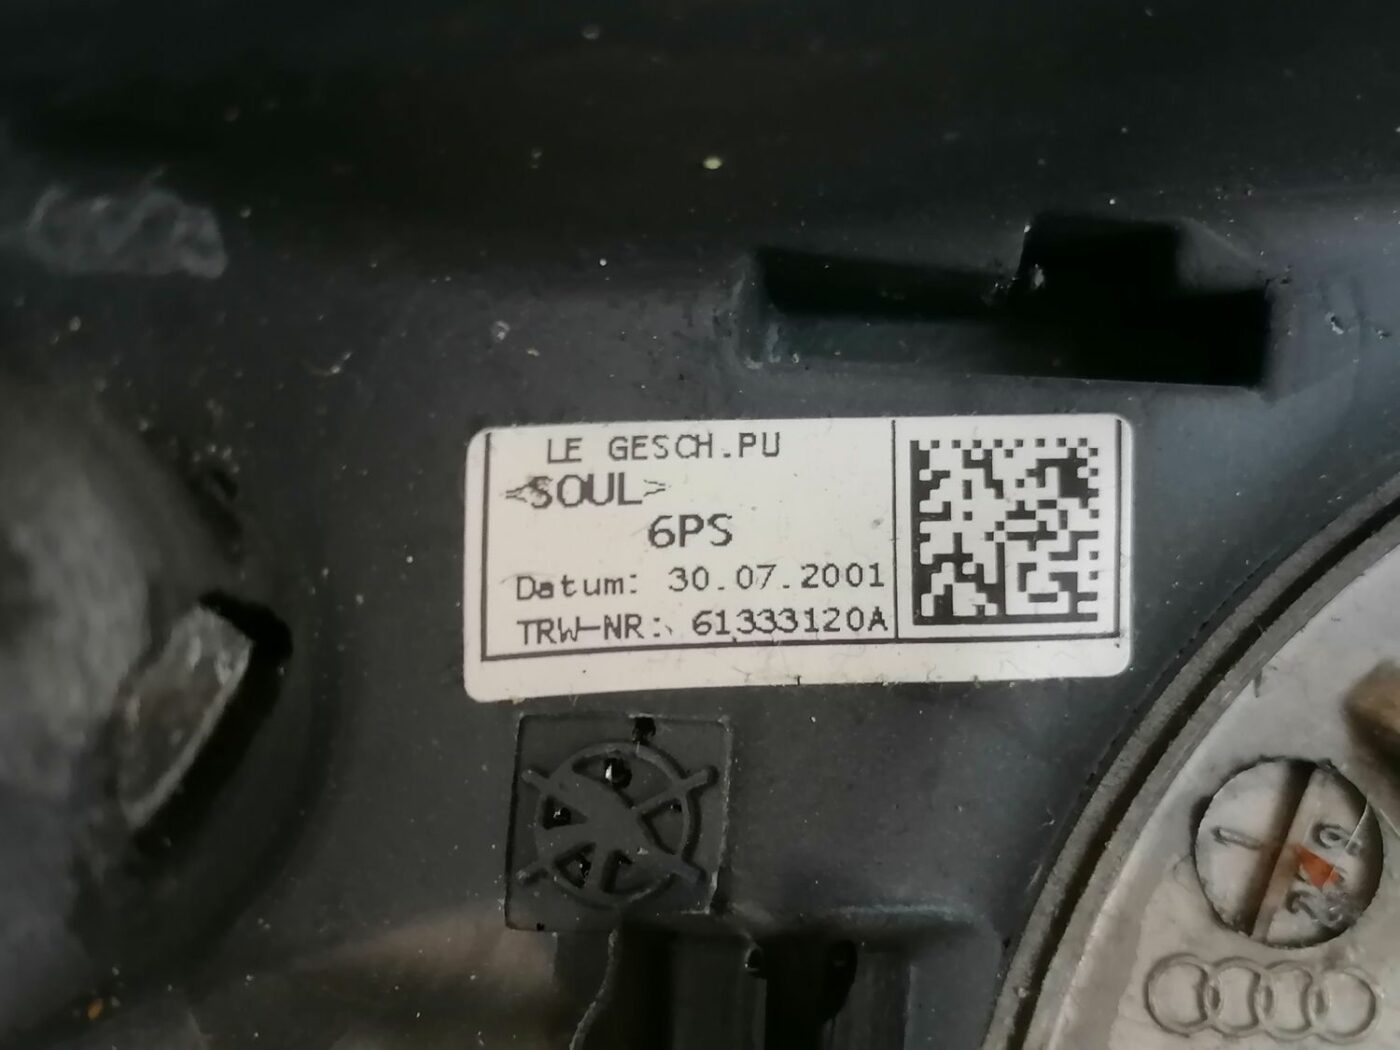 LE GESCH.PU
<SOUL>
6PS
Datum: 30.07.2001
TRW-NR: 61333120A